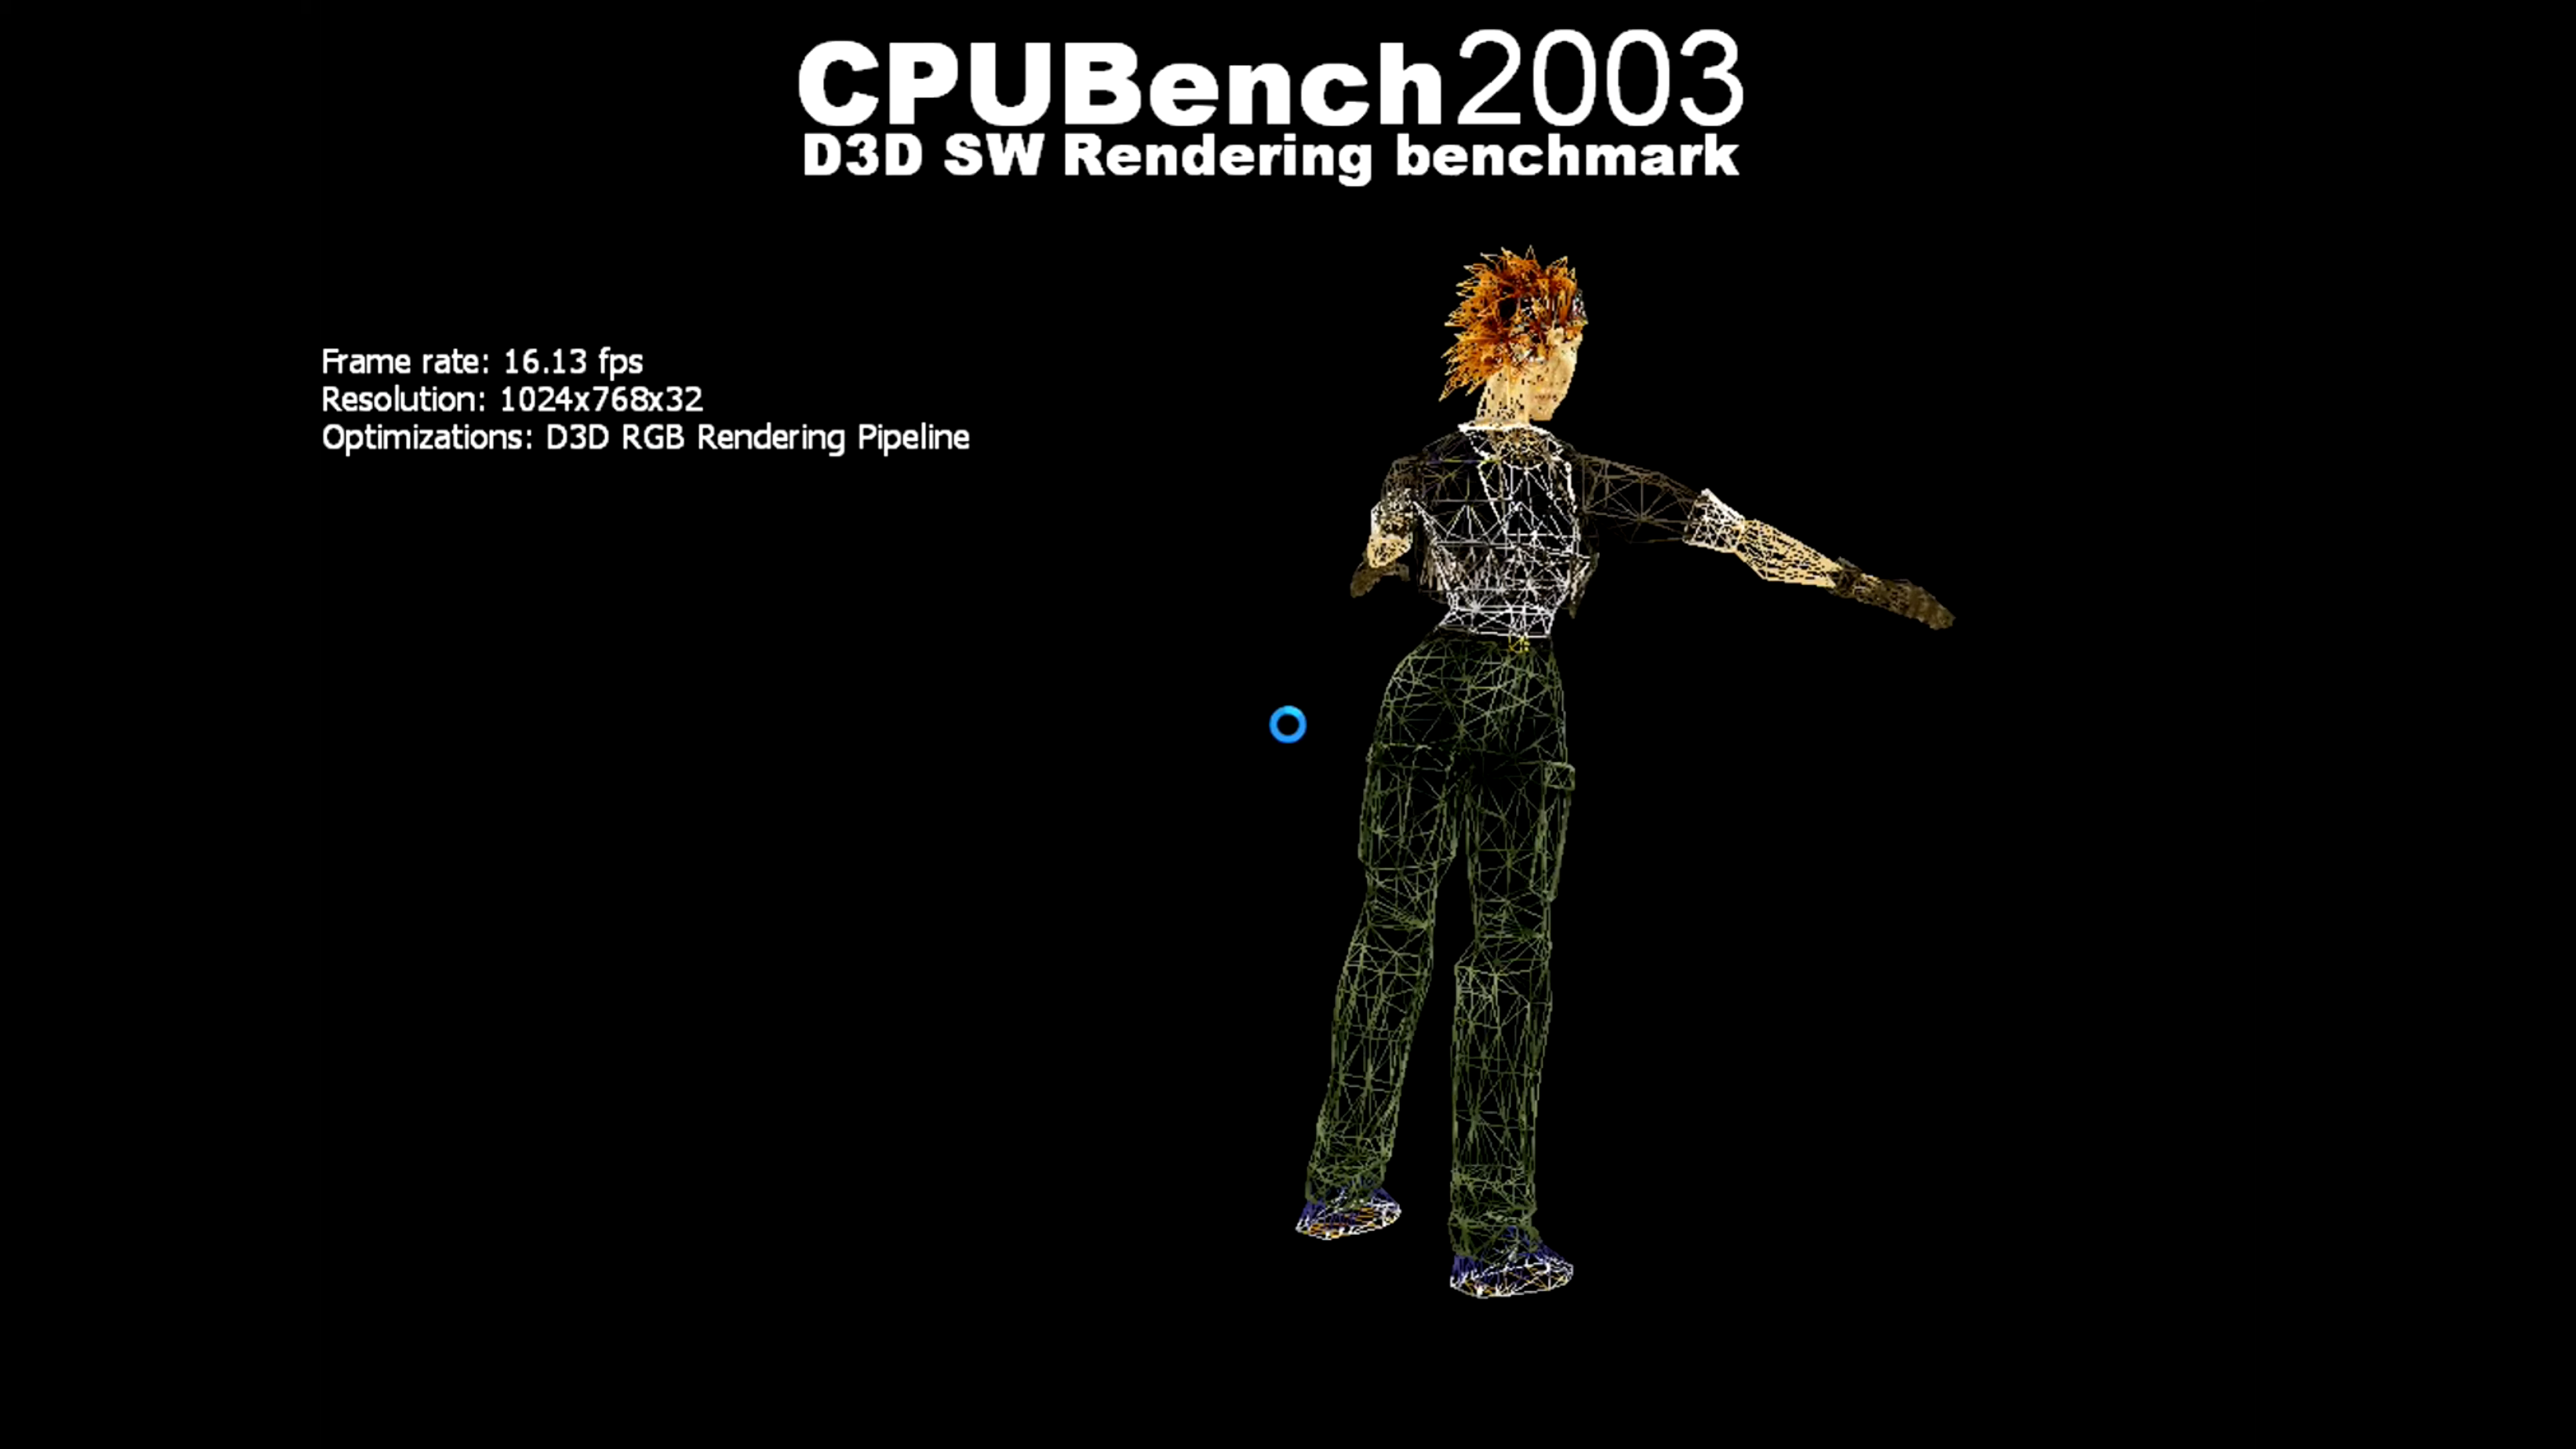 CPUBench2003
D3D SW Rendering benchmark
Frame rate: 16.13 fps
Resolution: 1024x768x32
Optimizations: D3D RGB Rendering Pipeline